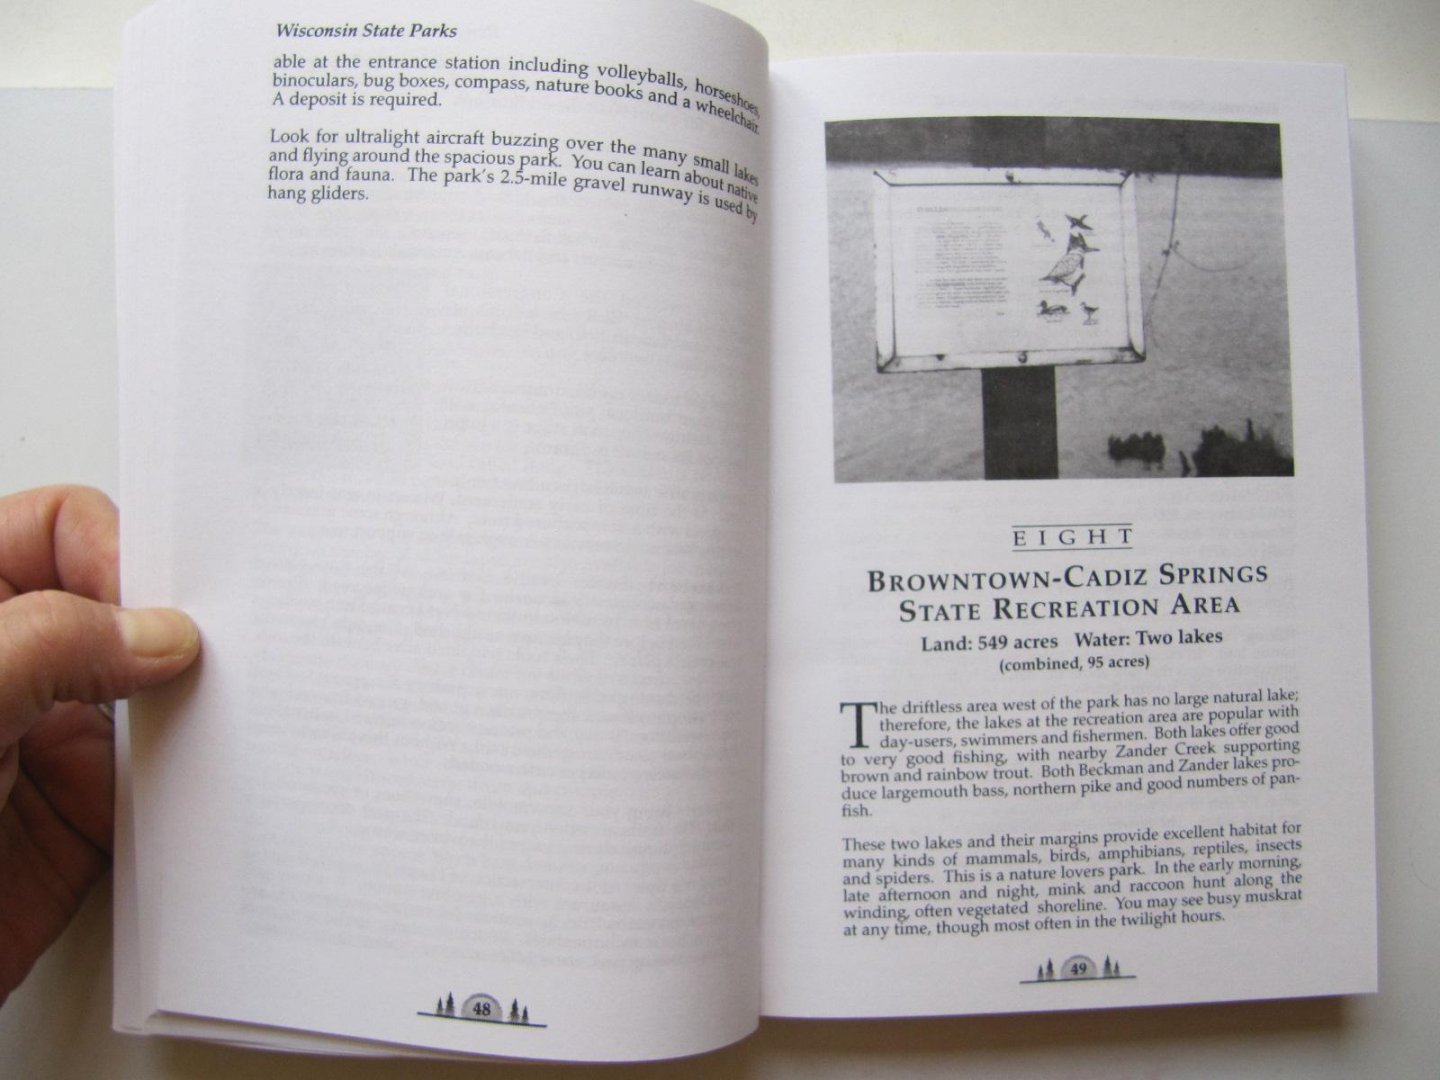 Wisconsin State Parks
able at the entrance station including volleyballs, horseshoes,
binoculars, bug boxes, compass, nature books and a wheelchair.
A deposit is required.
Look for ultralight aircraft buzzing over the many small lakes
and flying around the spacious park. You can learn about native
flora and fauna. The park's 2.5-mile gravel runway is used by
hang gliders.
48
EIGHT
BROWNTOWN-CADIZ SPRINGS
STATE RECREATION AREA
Land: 549 acres Water: Two lakes
(combined, 95 acres)
The driftless area west of the park has no large natural lake;
therefore, the lakes at the recreation area are popular with
day-users, swimmers and fishermen. Both lakes offer good
to very good fishing, with nearby Zander Creek supporting
brown and rainbow trout. Both Beckman and Zander lakes pro-
duce largemouth bass, northern pike and good numbers of pan-
fish.
These two lakes and their margins provide excellent habitat for
many kinds of mammals, birds, amphibians, reptiles, insects
and spiders. This is a nature lovers park. In the early morning,
late afternoon and night, mink and raccoon hunt along the
winding, often vegetated shoreline. You may see busy muskrat
at any time, though most often in the twilight hours.
49